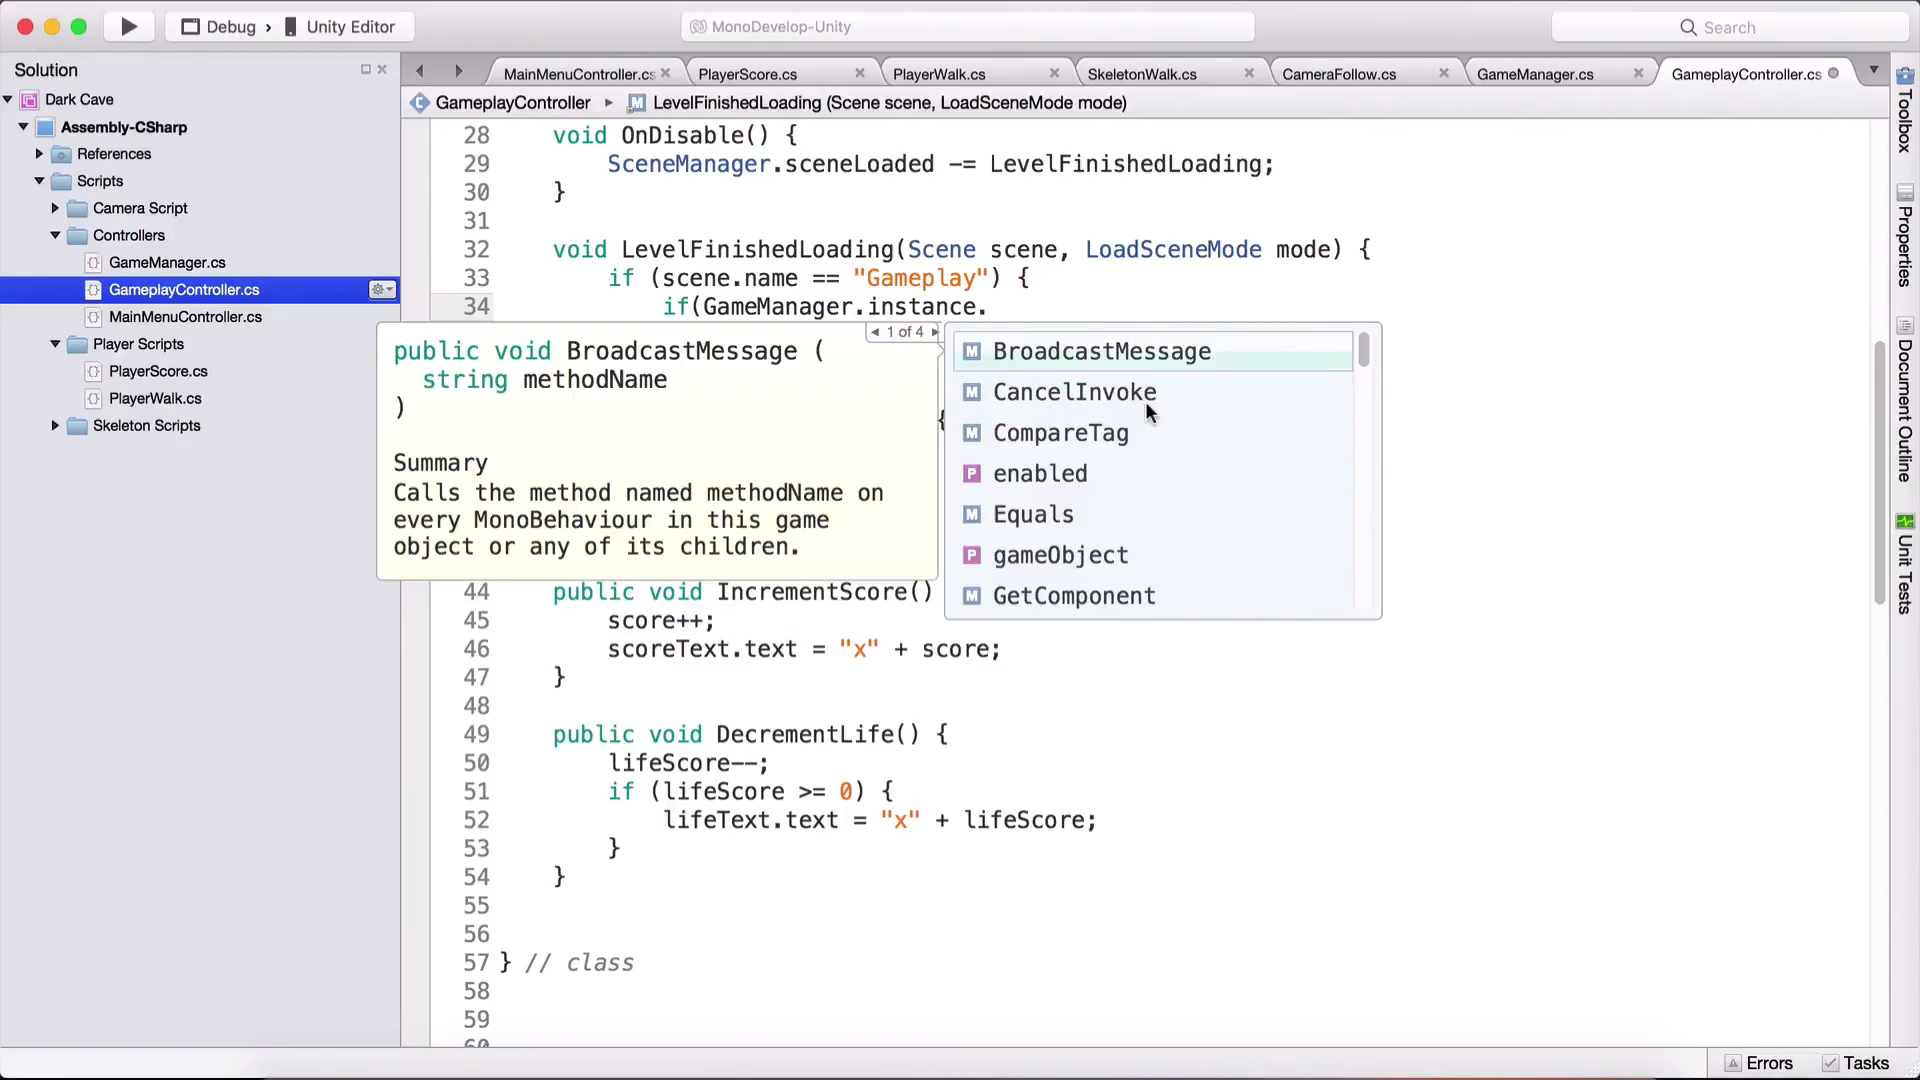 Debug › Unity Editor
MonoDevelop-Unity
Search
Solution
MainMenuController.cs
PlayerScore.cs
PlayerWalk.cs
SkeletonWalk.cs
CameraFollow.cs
GameManager.cs
GameplayController.cs
Dark Cave
Assembly-CSharp
References
Scripts
Camera Script
Controllers
GameManager.cs
GameplayController.cs
MainMenuController.cs
Player Scripts
PlayerScore.cs
PlayerWalk.cs
Skeleton Scripts
GameplayController ▸ LevelFinishedLoading (Scene scene, LoadSceneMode mode)
28 void OnDisable() {
29 SceneManager.sceneLoaded -= LevelFinishedLoading;
30 }
31
32 void LevelFinishedLoading(Scene scene, LoadSceneMode mode) {
33 if (scene.name == "Gameplay") {
34 if(GameManager.instance.
1 of 4
public void BroadcastMessage (
string methodName
)
Summary
Calls the method named methodName on
every MonoBehaviour in this game
object or any of its children.
{
M BroadcastMessage
M CancelInvoke
M CompareTag
P enabled
M Equals
P gameObject
M GetComponent
44 public void IncrementScore()
45 score++;
46 scoreText.text = "x" + score;
47 }
48
49 public void DecrementLife() {
50 lifeScore--;
51 if (lifeScore >= 0) {
52 lifeText.text = "x" + lifeScore;
53 }
54 }
55
56
57 } // class
58
59
60
Toolbox
Properties
Document Outline
Unit Tests
Errors
Tasks